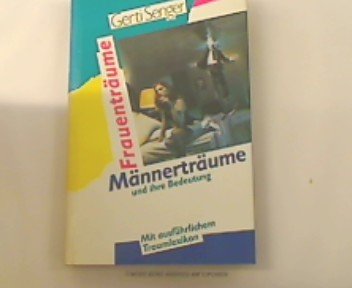 Gerti Senger
Frauenträume
Männerträume
und ihre Bedeutung
Mit ausführlichem
Traumlexikon